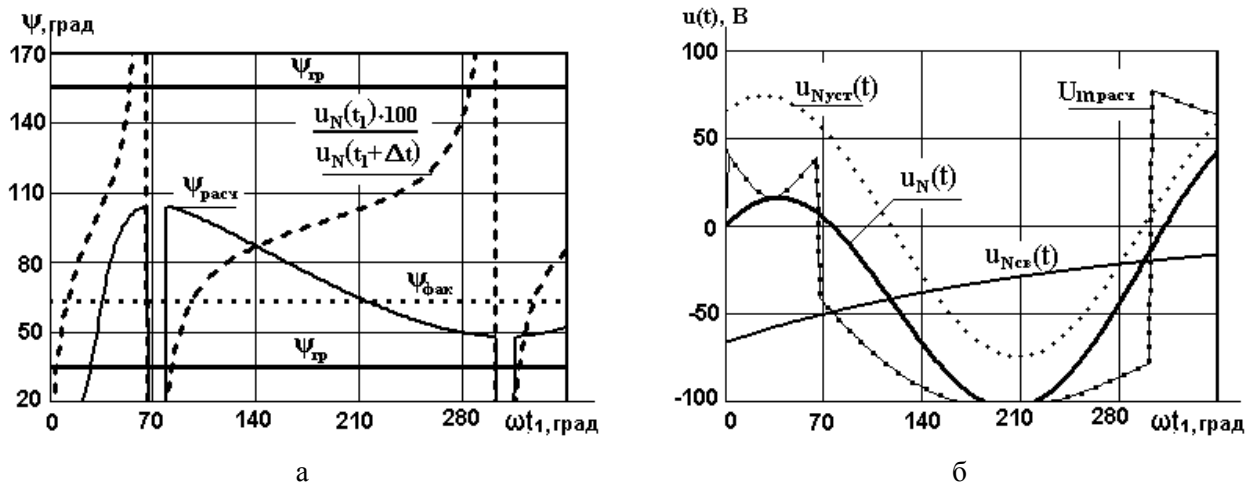 ψ, град
170
140
110
80
50
20
ψгр
uN(t1)·100
uN(t1+Δt)
ψрасч
ψфак
ψгр
0 70 140 210 280 ωt1, град
а
u(t), В
100
50
0
-50
-100
uNуст(t)
Umрасч
uN(t)
uNсв(t)
0 70 140 210 280 ωt1, град
б